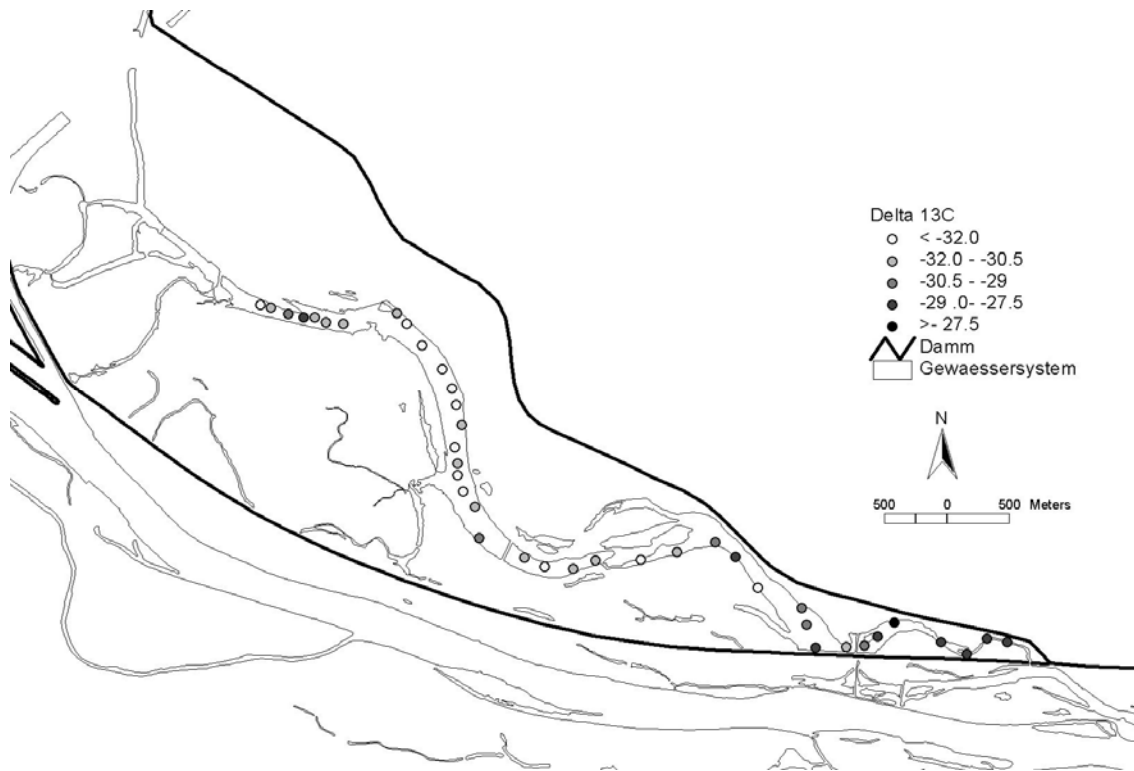 Delta 13C
< -32.0
-32.0 - -30.5
-30.5 - -29
-29 .0- -27.5
>- 27.5
Damm
Gewaessersystem
N
500 0 500 Meters